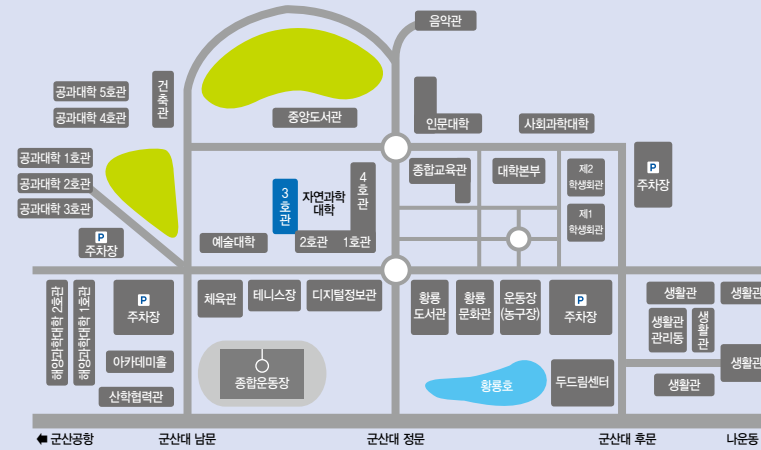 음악관
건축관
공과대학 5호관
공과대학 4호관
중앙도서관
인문대학
사회과학대학
공과대학 1호관
공과대학 2호관
공과대학 3호관
종합교육관
대학본부
제2
학생회관
P
주차장
3호관
자연과학
대학
4호관
제1
학생회관
예술대학
2호관
1호관
P
주차장
해양과학대학 2호관
해양과학대학 1호관
P
주차장
체육관
테니스장
디지털정보관
황룡
도서관
황룡
문화관
운동장
(농구장)
P
주차장
생활관
생활관
생활관
관리동
생활관
아카데미홀
생활관
종합운동장
황룡호
두드림센터
생활관
산학협력관
군산공항
군산대 남문
군산대 정문
군산대 후문
나운동